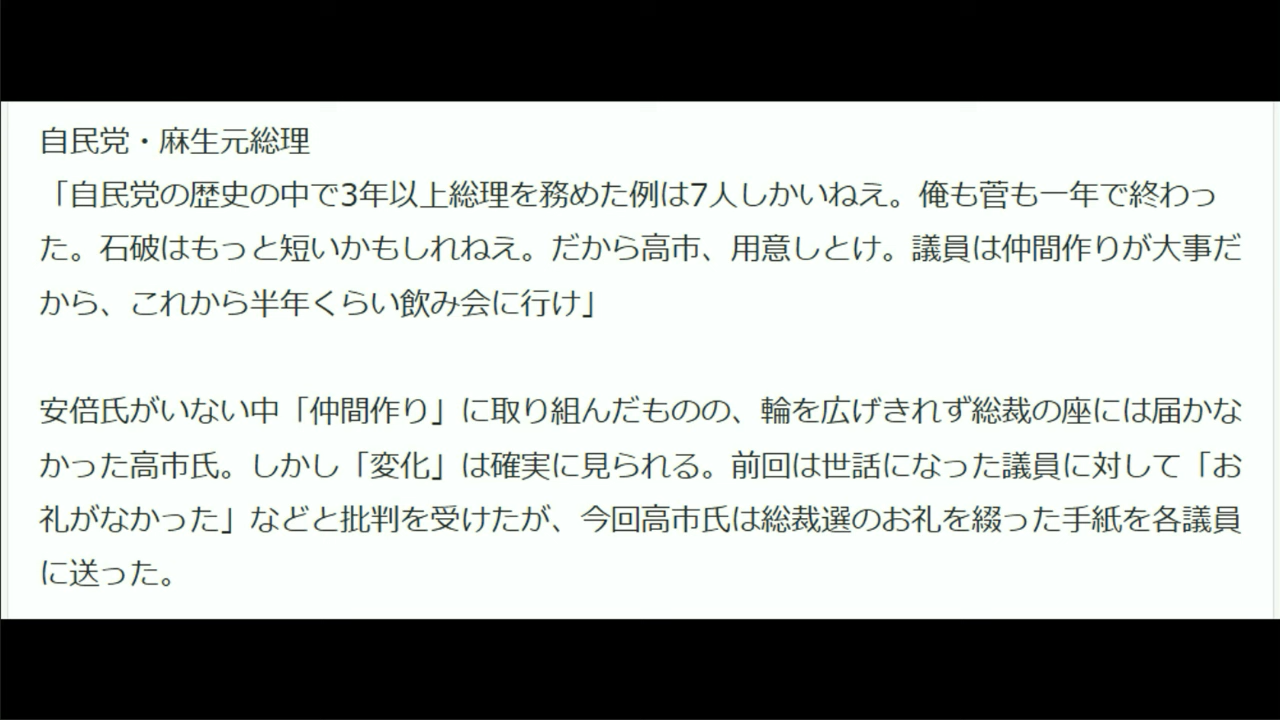 自民党・麻生元総理
「自民党の歴史の中で3年以上総理を務めた例は7人しかいねえ。俺も菅も一年で終わっ
た。石破はもっと短いかもしれねえ。だから高市、用意しとけ。議員は仲間作りが大事だ
から、これから半年くらい飲み会に行け」
安倍氏がいない中「仲間作り」に取り組んだものの、輪を広げきれず総裁の座には届かな
かった高市氏。しかし「変化」は確実に見られる。前回は世話になった議員に対して「お
礼がなかった」などと批判を受けたが、今回高市氏は総裁選のお礼を綴った手紙を各議員
に送った。